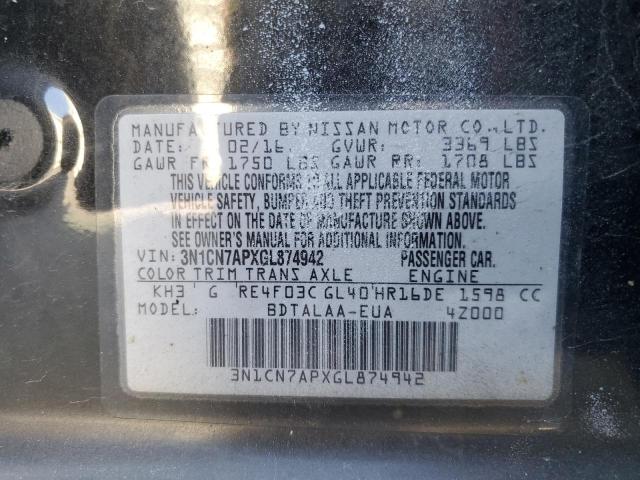 MANUFACTURED BY NISSAN MOTOR CO.,LTD.
DATE: 02/16 GVWR: 3369 LBS
GAWR FR: 1750 LBS GAWR RR: 1708 LBS
THIS VEHICLE CONFORMS TO ALL APPLICABLE FEDERAL MOTOR
VEHICLE SAFETY, BUMPER AND THEFT PREVENTION STANDARDS
IN EFFECT ON THE DATE OF MANUFACTURE SHOWN ABOVE.
SEE OWNER'S MANUAL FOR ADDITIONAL INFORMATION.
VIN: 3N1CN7APXGL874942 PASSENGER CAR.
COLOR TRIM TRANS AXLE ENGINE
KH3 G RE4F03C GL40 HR16DE 1598 CC
BDTALAA-EUA 4Z000
3N1CN7APXGL874942